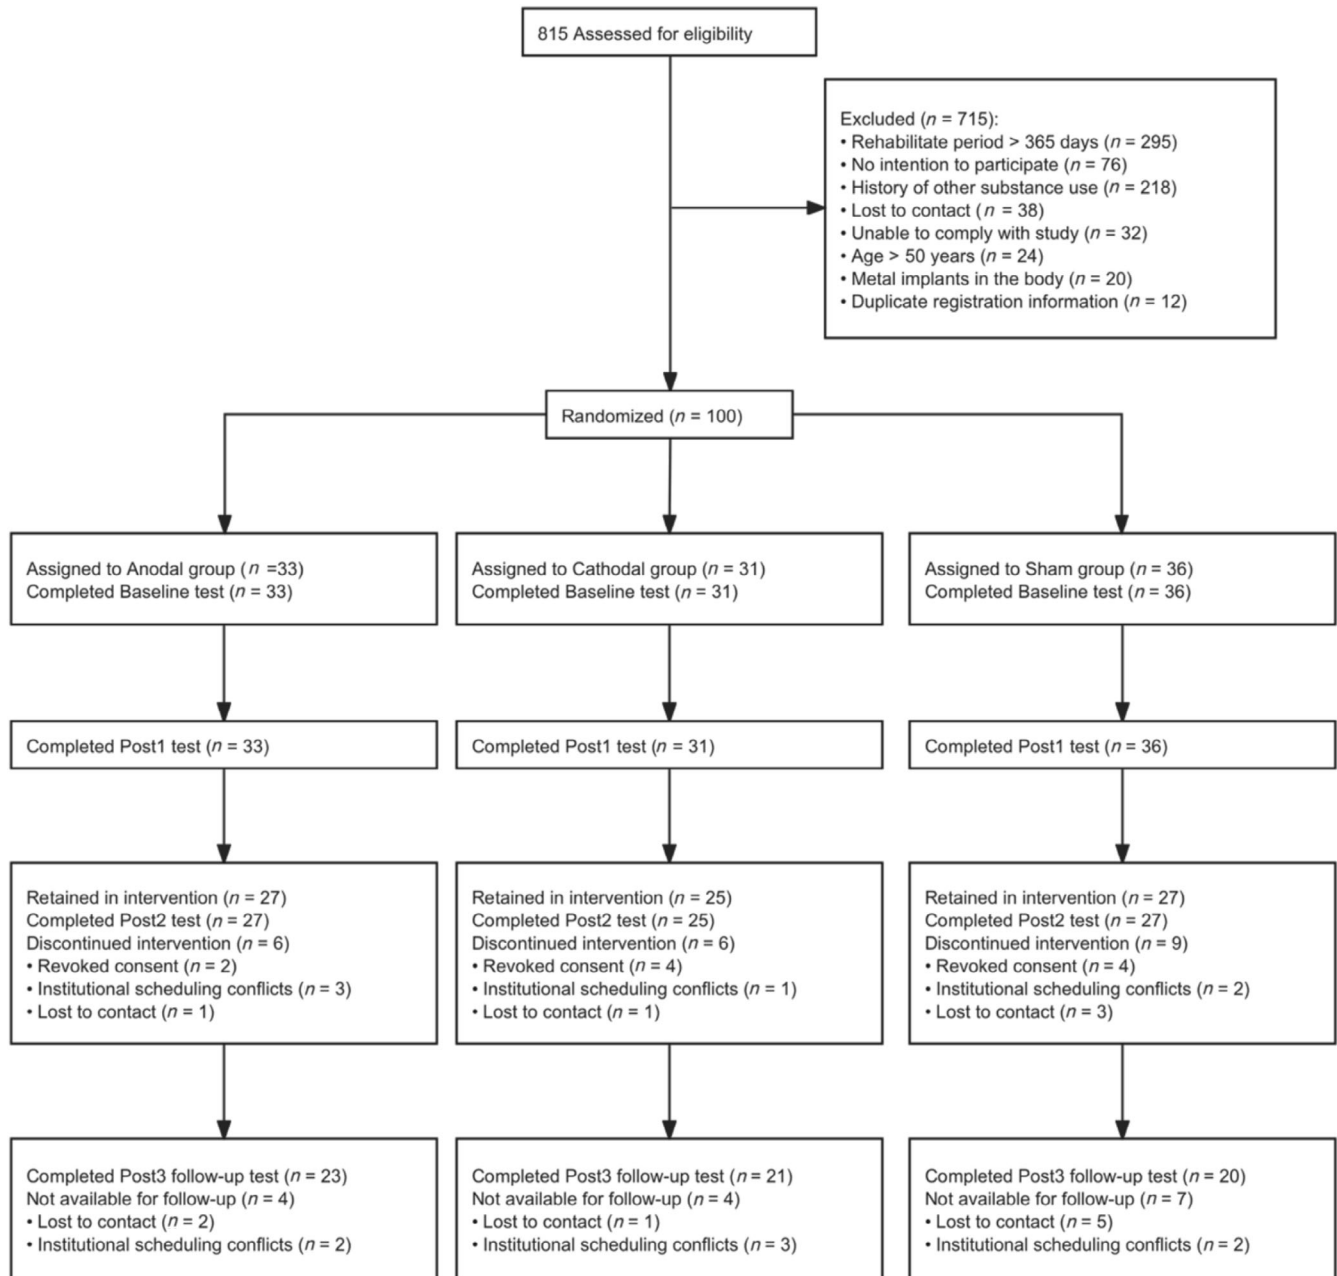 815 Assessed for eligibility
Excluded (n = 715):
• Rehabilitate period > 365 days (n = 295)
• No intention to participate (n = 76)
• History of other substance use (n = 218)
• Lost to contact ( n = 38)
• Unable to comply with study (n = 32)
• Age > 50 years (n = 24)
• Metal implants in the body (n = 20)
• Duplicate registration information (n = 12)
Randomized (n = 100)
Assigned to Anodal group ( n =33)
Completed Baseline test (n = 33)
Assigned to Cathodal group (n = 31)
Completed Baseline test (n = 31)
Assigned to Sham group (n = 36)
Completed Baseline test (n = 36)
Completed Post1 test (n = 33)
Completed Post1 test (n = 31)
Completed Post1 test (n = 36)
Retained in intervention (n = 27)
Completed Post2 test (n = 27)
Discontinued intervention (n = 6)
• Revoked consent (n = 2)
• Institutional scheduling conflicts (n = 3)
• Lost to contact (n = 1)
Retained in intervention (n = 25)
Completed Post2 test (n = 25)
Discontinued intervention (n = 6)
• Revoked consent (n = 4)
• Institutional scheduling conflicts (n = 1)
• Lost to contact (n = 1)
Retained in intervention (n = 27)
Completed Post2 test (n = 27)
Discontinued intervention (n = 9)
• Revoked consent (n = 4)
• Institutional scheduling conflicts (n = 2)
• Lost to contact (n = 3)
Completed Post3 follow-up test (n = 23)
Not available for follow-up (n = 4)
• Lost to contact (n = 2)
• Institutional scheduling conflicts (n = 2)
Completed Post3 follow-up test (n = 21)
Not available for follow-up (n = 4)
• Lost to contact (n = 1)
• Institutional scheduling conflicts (n = 3)
Completed Post3 follow-up test (n = 20)
Not available for follow-up (n = 7)
• Lost to contact (n = 5)
• Institutional scheduling conflicts (n = 2)